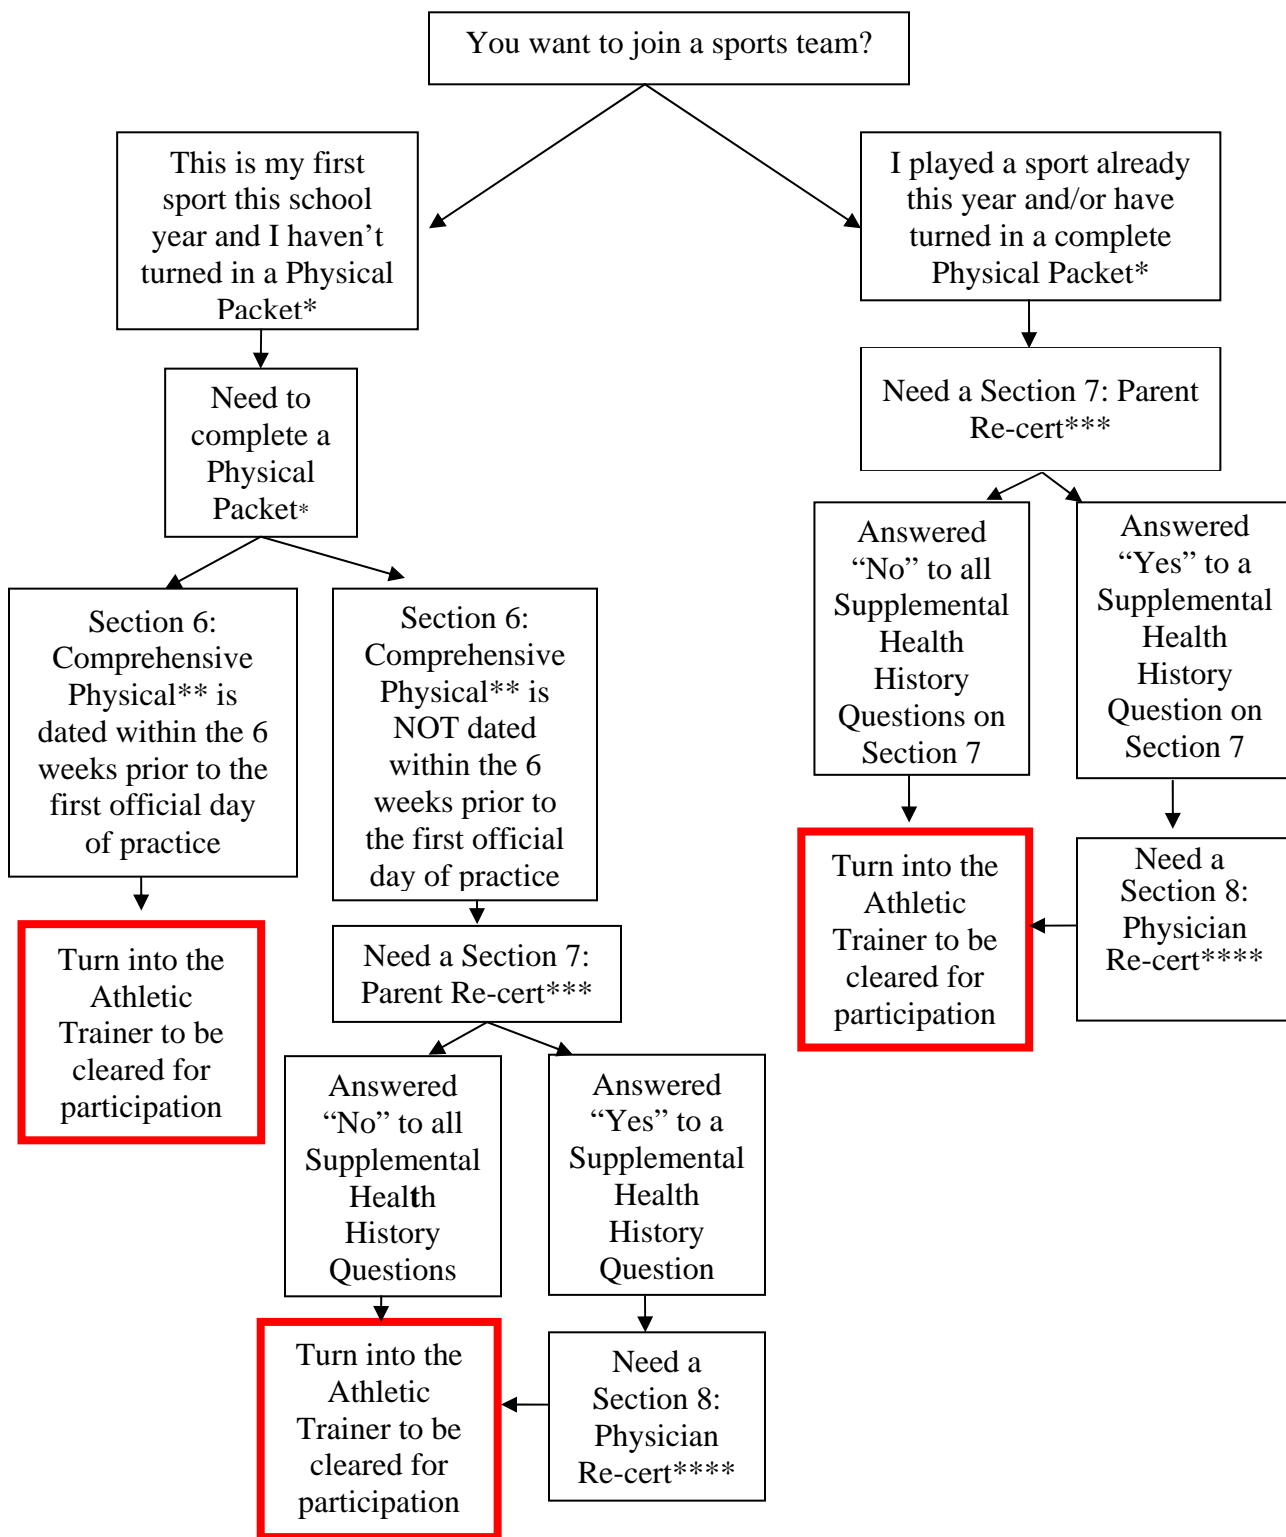 You want to join a sports team?
This is my first
sport this school
year and I haven’t
turned in a Physical
Packet*
I played a sport already
this year and/or have
turned in a complete
Physical Packet*
Need to
complete a
Physical
Packet*
Need a Section 7: Parent
Re-cert***
Answered
“No” to all
Supplemental
Health
History
Questions on
Section 7
Answered
“Yes” to a
Supplemental
Health
History
Question on
Section 7
Section 6:
Comprehensive
Physical** is
dated within the 6
weeks prior to the
first official day
of practice
Section 6:
Comprehensive
Physical** is
NOT dated
within the 6
weeks prior to
the first official
day of practice
Turn into the
Athletic
Trainer to be
cleared for
participation
Need a
Section 8:
Physician
Re-cert****
Turn into the
Athletic
Trainer to be
cleared for
participation
Need a Section 7:
Parent Re-cert***
Answered
“No” to all
Supplemental
Health
History
Questions
Answered
“Yes” to a
Supplemental
Health
History
Question
Turn into the
Athletic
Trainer to be
cleared for
participation
Need a
Section 8:
Physician
Re-cert****